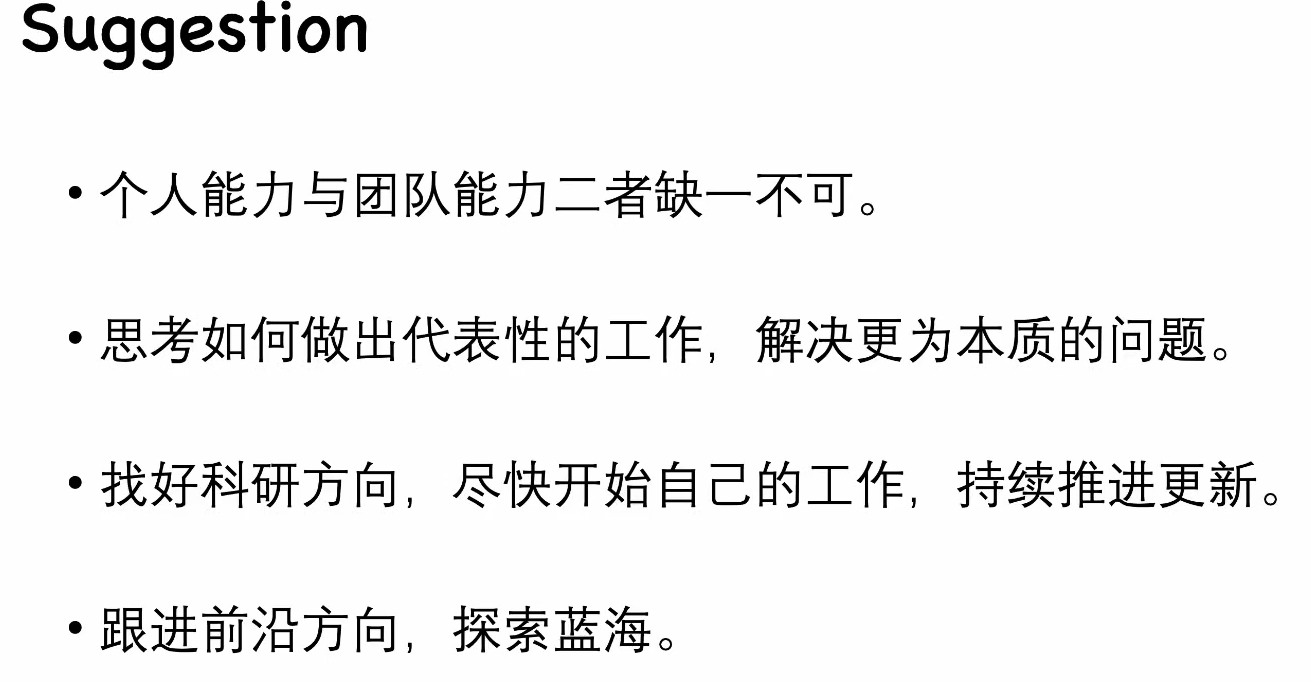 Suggestion
• 个人能力与团队能力二者缺一不可。
• 思考如何做出代表性的工作，解决更为本质的问题。
• 找好科研方向，尽快开始自己的工作，持续推进更新。
• 跟进前沿方向，探索蓝海。